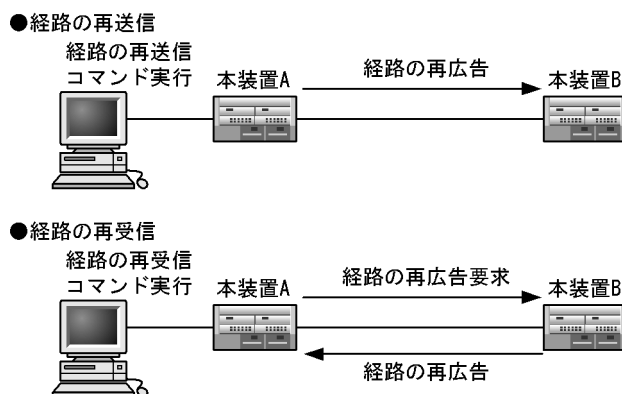 ●経路の再送信
経路の再送信
コマンド実行
本装置A
経路の再広告
本装置B
●経路の再受信
経路の再受信
コマンド実行
本装置A
経路の再広告要求
本装置B
経路の再広告